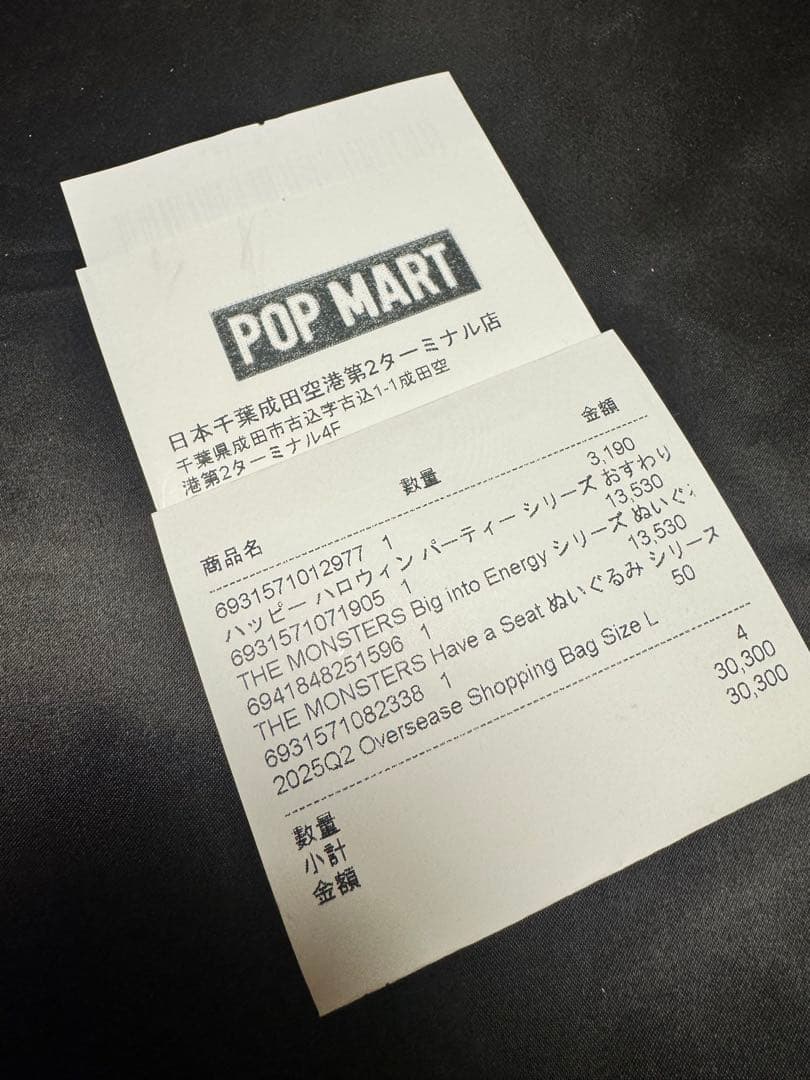 POP MART
日本千葉成田空港第2ターミナル店
千葉県成田市古込字古込1-1成田空
港第2ターミナル4F
商品名 数量 金額
6931571012977 1 3,190
ハッピー ハロウィン パーティー シリーズ おすわり
6931571071905 1 13,530
THE MONSTERS Big into Energy シリーズ ぬいぐ
6941848251596 1 13,530
THE MONSTERS Have a Seat ぬいぐるみ シリース
6931571082338 1 50
2025Q2 Oversease Shopping Bag Size L
数量 4
小計 30,300
金額 30,300